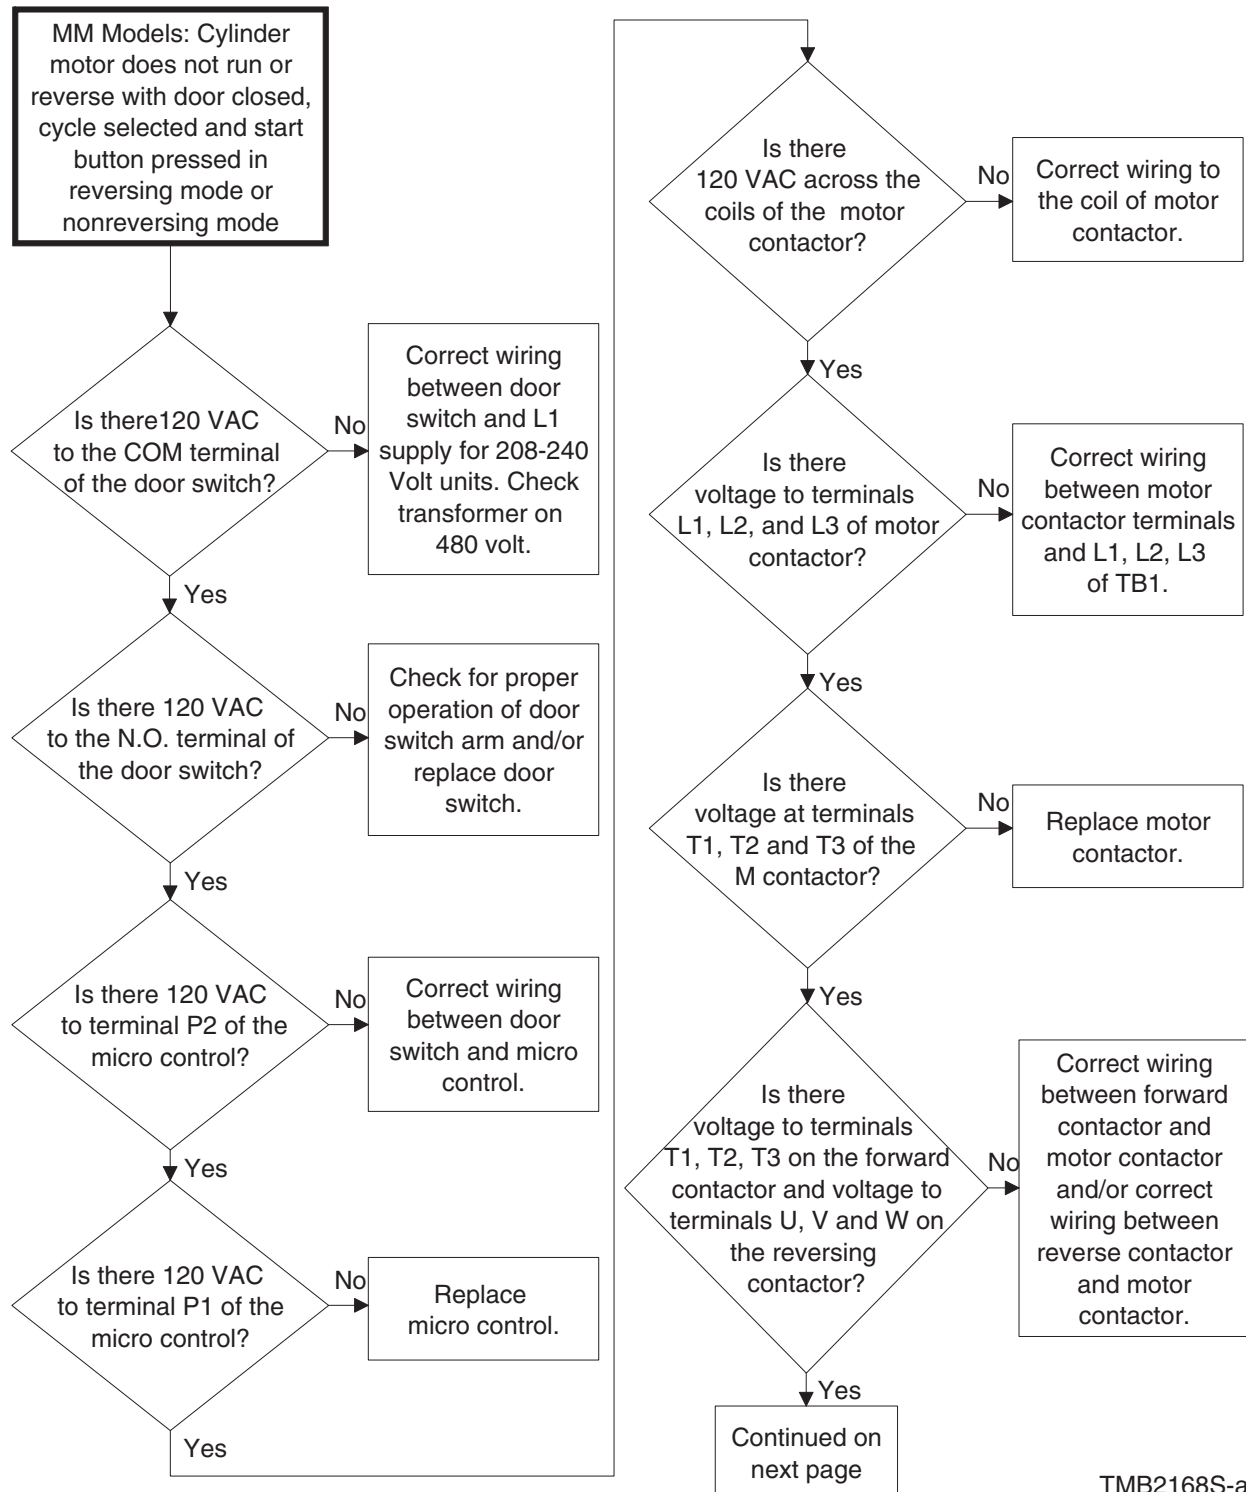 MM Models: Cylinder
motor does not run or
reverse with door closed,
cycle selected and start
button pressed in
reversing mode or
nonreversing mode
Is there120 VAC
to the COM terminal
of the door switch?
No
Correct wiring
between door
switch and L1
supply for 208-240
Volt units. Check
transformer on
480 volt.
Yes
Is there 120 VAC
to the N.O. terminal of
the door switch?
No
Check for proper
operation of door
switch arm and/or
replace door
switch.
Yes
Is there 120 VAC
to terminal P2 of the
micro control?
No
Correct wiring
between door
switch and micro
control.
Yes
Is there 120 VAC
to terminal P1 of the
micro control?
No
Replace
micro control.
Yes
Is there
120 VAC across the
coils of the motor
contactor?
No
Correct wiring to
the coil of motor
contactor.
Yes
Is there
voltage to terminals
L1, L2, and L3 of motor
contactor?
No
Correct wiring
between motor
contactor terminals
and L1, L2, L3
of TB1.
Yes
Is there
voltage at terminals
T1, T2 and T3 of the
M contactor?
No
Replace motor
contactor.
Yes
Is there
voltage to terminals
T1, T2, T3 on the forward
contactor and voltage to
terminals U, V and W on
the reversing
contactor?
No
Correct wiring
between forward
contactor and
motor contactor
and/or correct
wiring between
reverse contactor
and motor
contactor.
Yes
Continued on
next page
TMB2168S-a